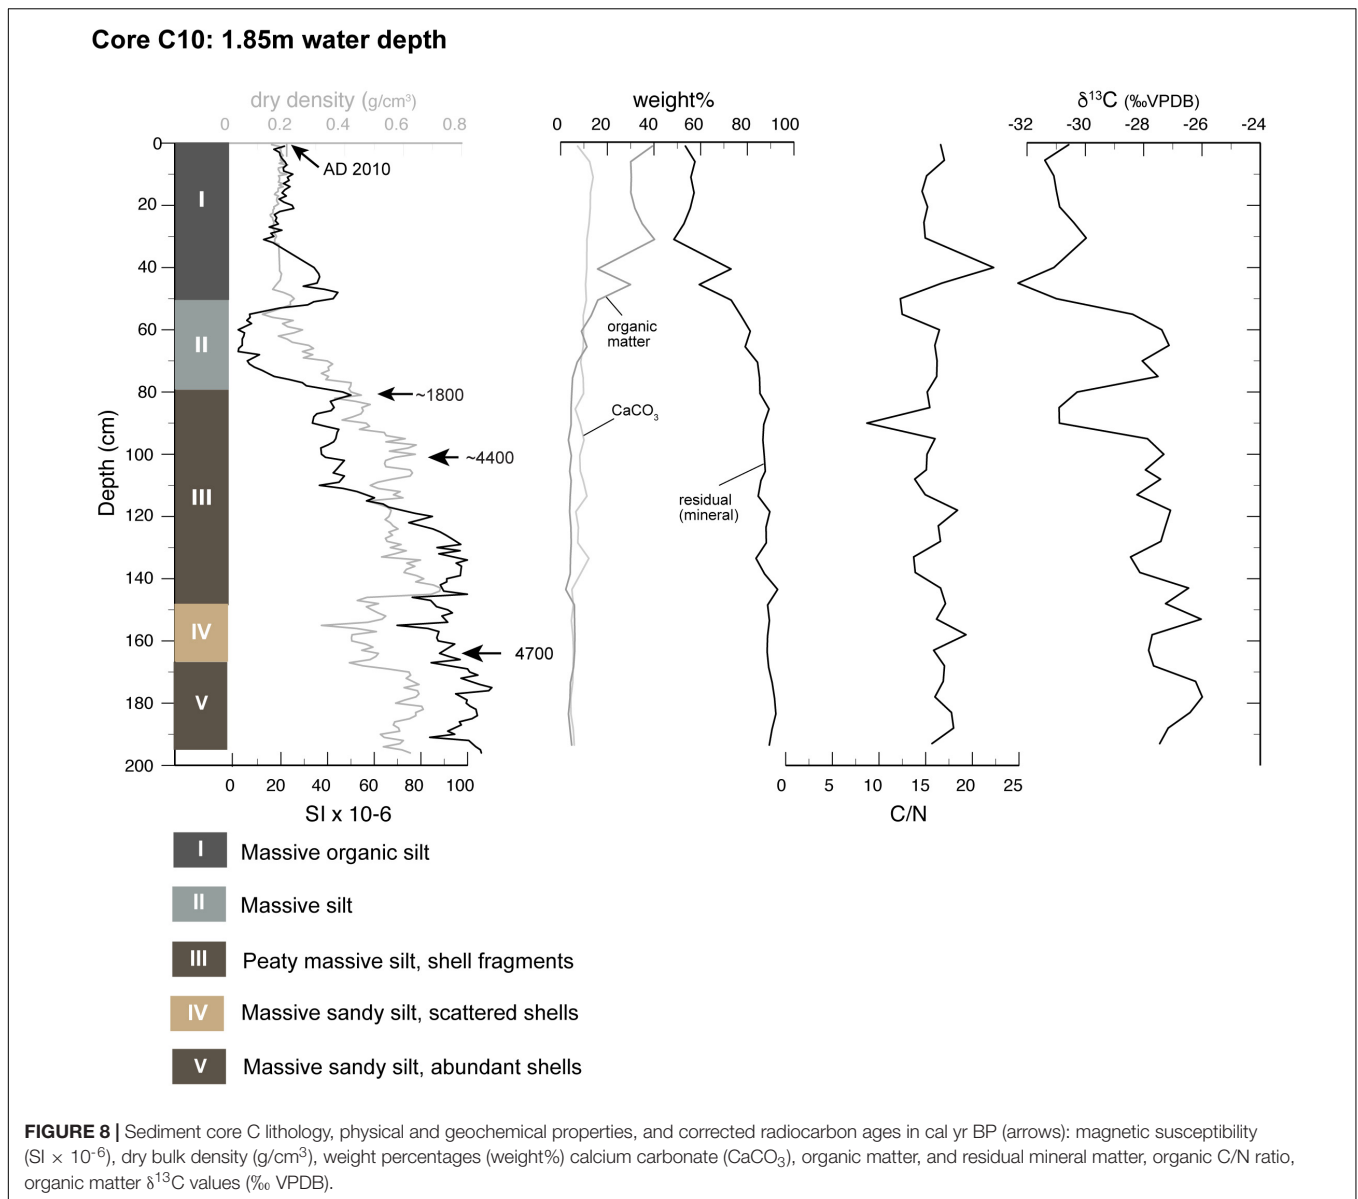 Core C10: 1.85m water depth
dry density (g/cm³)
0 0.2 0.4 0.6 0.8
weight%
0 20 40 60 80 100
δ¹³C (‰VPDB)
-32 -30 -28 -26 -24
Depth (cm)
0
20
40
60
80
100
120
140
160
180
200
I
II
III
IV
V
AD 2010
~1800
~4400
4700
organic
matter
CaCO₃
residual
(mineral)
0 20 40 60 80 100
SI x 10-6
0 5 10 15 20 25
C/N
I Massive organic silt
II Massive silt
III Peaty massive silt, shell fragments
IV Massive sandy silt, scattered shells
V Massive sandy silt, abundant shells
FIGURE 8 | Sediment core C lithology, physical and geochemical properties, and corrected radiocarbon ages in cal yr BP (arrows): magnetic susceptibility
(SI × 10⁻⁶), dry bulk density (g/cm³), weight percentages (weight%) calcium carbonate (CaCO₃), organic matter, and residual mineral matter, organic C/N ratio,
organic matter δ¹³C values (‰ VPDB).